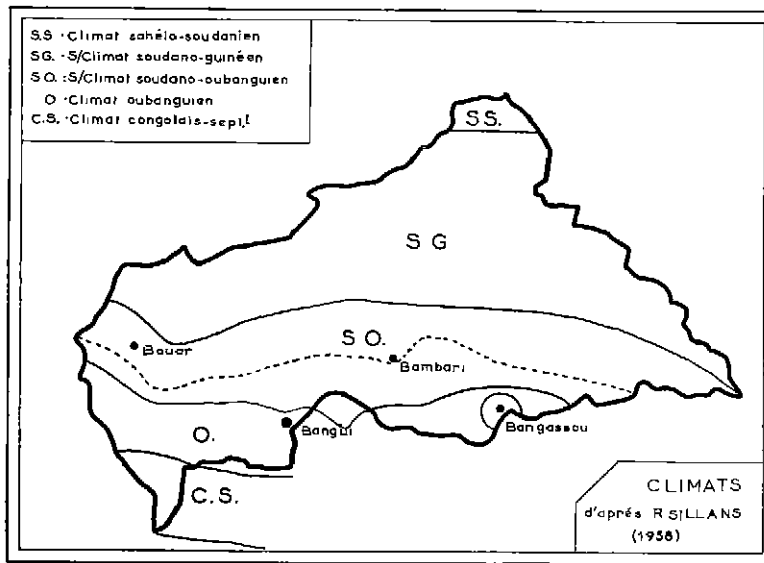 S.S · Climat sahélo-soudanien
SG. · S/Climat soudano-guinéen
S O. : S/Climat soudano-oubanguien
O · Climat oubanguien
C.S. · Climat congolais-sept.!
SS.
S G
S O.
Bouar
Bambari
O.
Bangui
Bangassou
C.S.
CLIMATS
d'aprés R SILLANS
(1958)